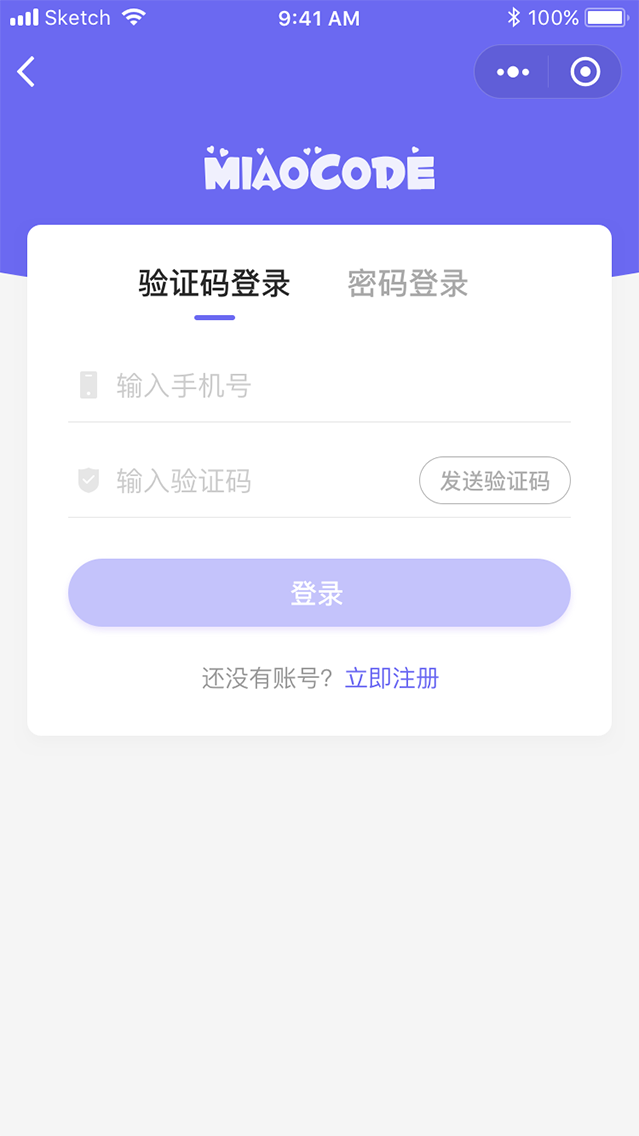 Sketch 9:41 AM 100%
MIAOCODE
验证码登录 密码登录
输入手机号
输入验证码 发送验证码
登录
还没有账号? 立即注册